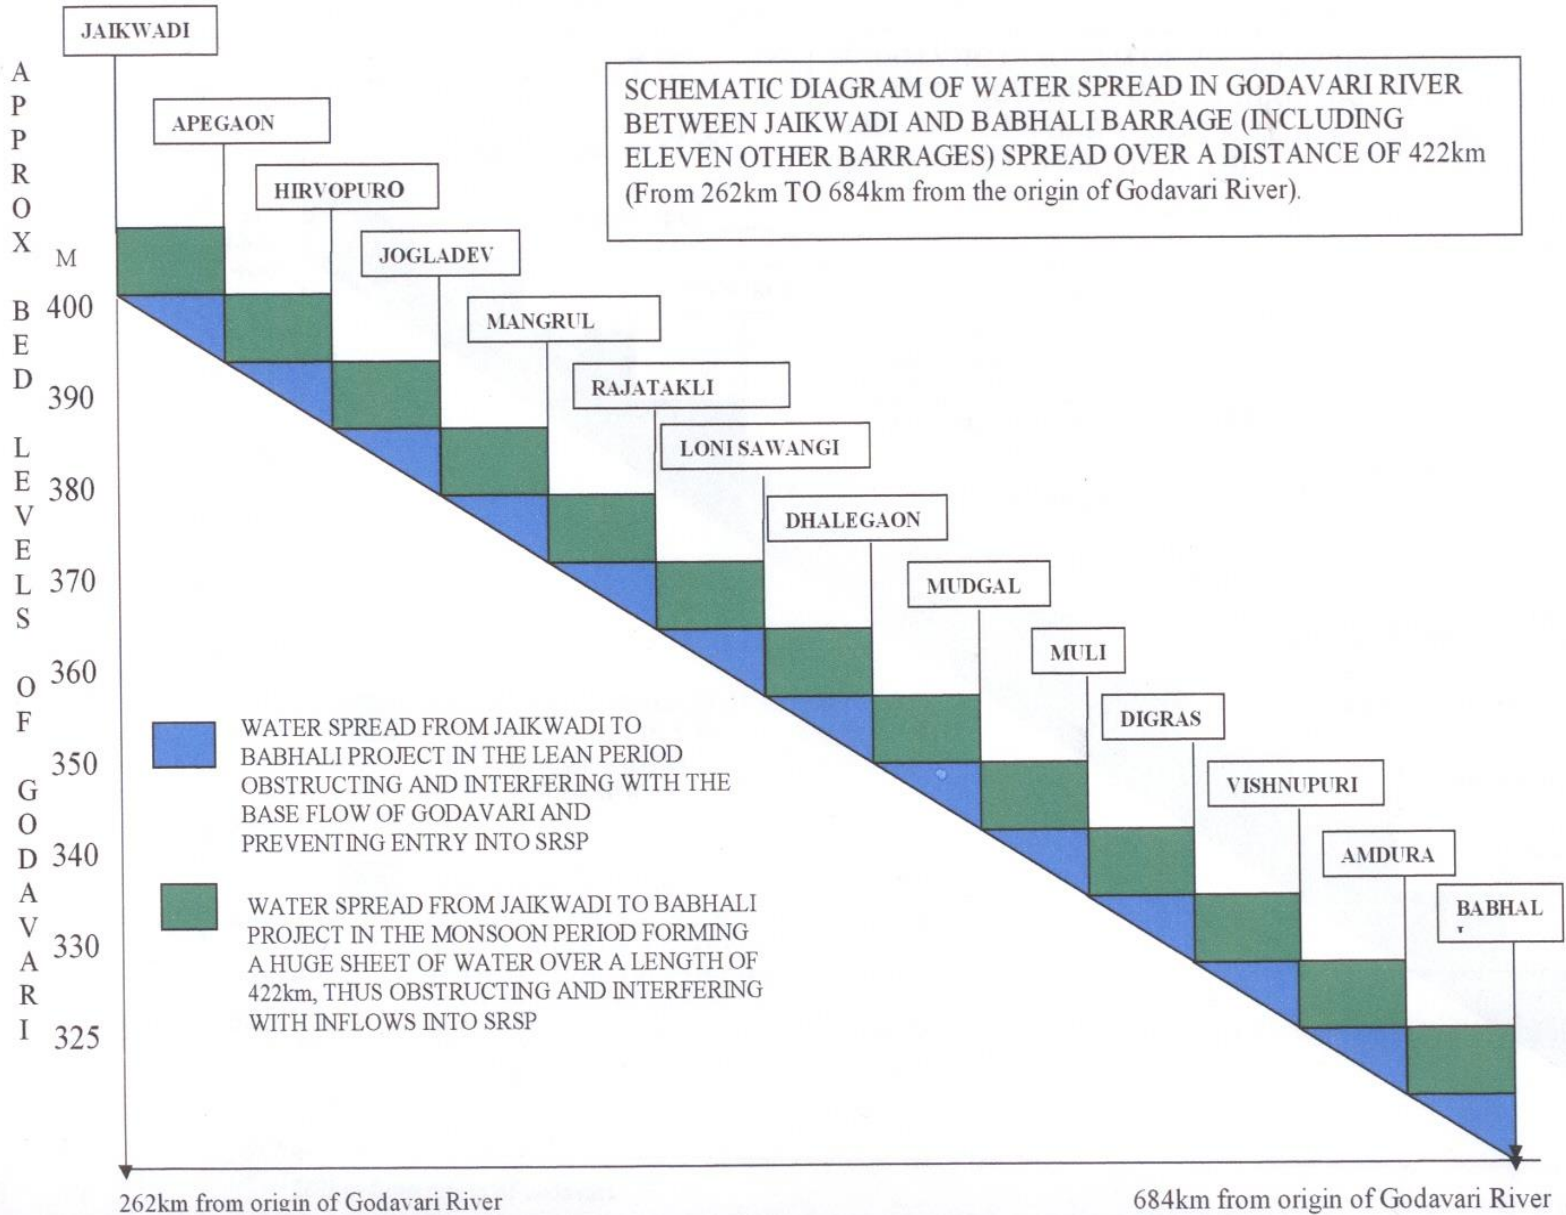 JAIKWADI
APEGAON
HIRVOPURO
JOGLADEV
MANGRUL
RAJATAKLI
LONI SAWANGI
DHALEGAON
MUDGAL
MULI
DIGRAS
VISHNUPURI
AMDURA
BABHAL
SCHEMATIC DIAGRAM OF WATER SPREAD IN GODAVARI RIVER
BETWEEN JAIKWADI AND BABHALI BARRAGE (INCLUDING
ELEVEN OTHER BARRAGES) SPREAD OVER A DISTANCE OF 422km
(From 262km TO 684km from the origin of Godavari River).
APPROX BED LEVELS OF GODAVARI
M
400
390
380
370
360
350
340
330
325
WATER SPREAD FROM JAIKWADI TO
BABHALI PROJECT IN THE LEAN PERIOD
OBSTRUCTING AND INTERFERING WITH THE
BASE FLOW OF GODAVARI AND
PREVENTING ENTRY INTO SRSP
WATER SPREAD FROM JAIKWADI TO BABHALI
PROJECT IN THE MONSOON PERIOD FORMING
A HUGE SHEET OF WATER OVER A LENGTH OF
422km, THUS OBSTRUCTING AND INTERFERING
WITH INFLOWS INTO SRSP
262km from origin of Godavari River
684km from origin of Godavari River